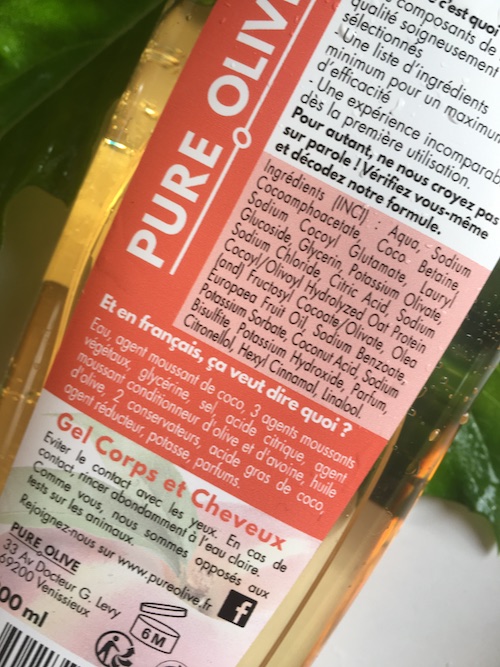 c'est quoi
composants de
qualité soigneusement
sélectionnés
- Une liste d'ingrédients
minimum pour un maximum
d'efficacité
- Une expérience incomparab
dès la première utilisation.
Pour autant, ne nous croyez pas
sur parole ! Vérifiez vous-même
et décodez notre formule.
PURE OLIV
Ingrédients (INCI) Aqua, Sodium
Cocoamphoacetate, Coco Betaine,
Sodium Cocoyl Glutamate, Lauryl
Glucoside, Glycerin, Potassium Olivate,
Sodium Chloride, Citric Acid, Sodium
Cocoyl/Olivoyl Hydrolyzed Oat Protein
(and) Fructosyl Cocoate/Olivate, Olea
Europaea Fruit Oil, Sodium Benzoate,
Potassium Sorbate, Coconut Acid, Sodium
Bisulfite, Potassium Hydroxide, Parfum,
Citronellol, Hexyl Cinnamal, Linalool.
Et en français, ça veut dire quoi ?
Eau, agent moussant de coco, 3 agents moussants
végétaux, glycérine, sel, acide citrique, agent
moussant conditionneur d'olive et d'avoine, huile
d'olive, 2 conservateurs, acide gras de coco,
agent réducteur, potasse, parfums.
Gel Corps et Cheveux
Eviter le contact avec les yeux. En cas de
contact, rincer abondamment à l'eau claire.
Comme vous, nous sommes opposés aux
tests sur les animaux.
Rejoignez-nous sur www.pureolive.fr f
PURE OLIVE
33 Av Docteur G. Levy
69200 Venissieux
00 ml
6 M